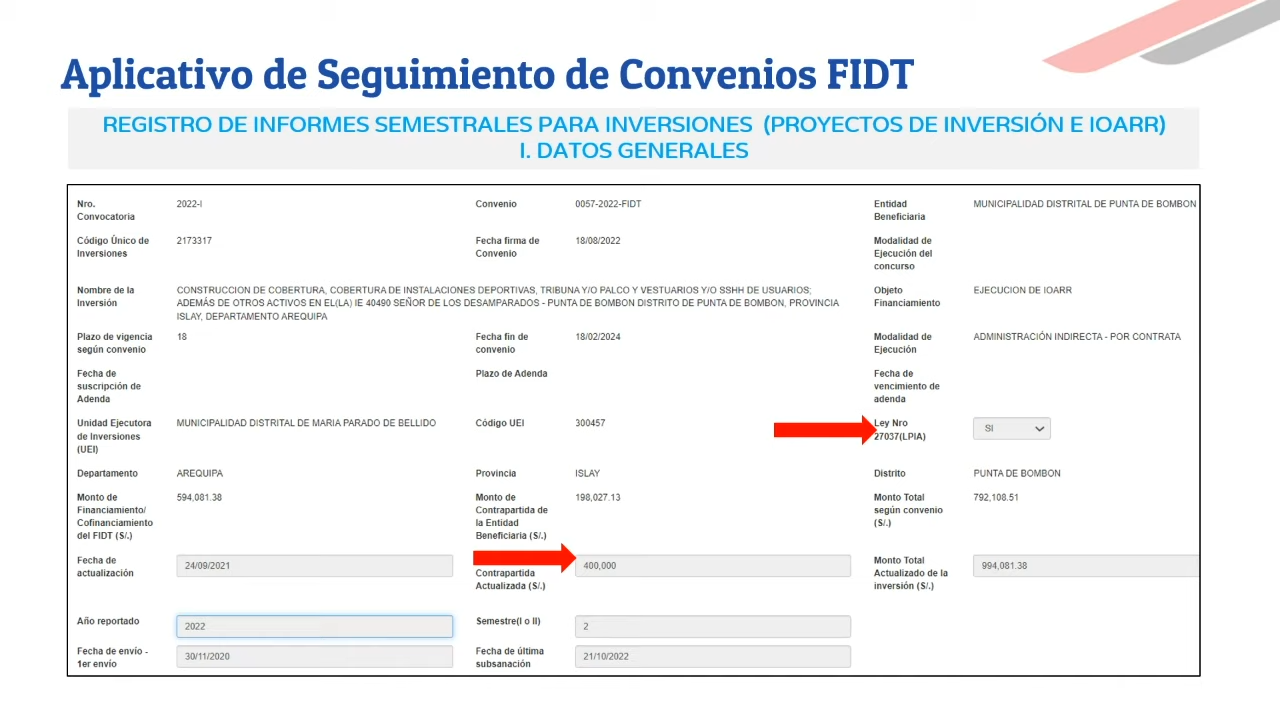 Aplicativo de Seguimiento de Convenios FIDT
REGISTRO DE INFORMES SEMESTRALES PARA INVERSIONES (PROYECTOS DE INVERSIÓN E IOARR)
I. DATOS GENERALES
Nro.
Convocatoria
2022-I
Convenio
0057-2022-FIDT
Entidad
Beneficiaria
MUNICIPALIDAD DISTRITAL DE PUNTA DE BOMBON
Código Único de
Inversiones
2173317
Fecha firma de
Convenio
18/08/2022
Modalidad de
Ejecución del
concurso
Nombre de la
Inversión
CONSTRUCCION DE COBERTURA, COBERTURA DE INSTALACIONES DEPORTIVAS, TRIBUNA Y/O PALCO Y VESTUARIOS Y/O SSHH DE USUARIOS;
ADEMÁS DE OTROS ACTIVOS EN EL(LA) IE 40490 SEÑOR DE LOS DESAMPARADOS - PUNTA DE BOMBON DISTRITO DE PUNTA DE BOMBON, PROVINCIA
ISLAY, DEPARTAMENTO AREQUIPA
Objeto
Financiamiento
EJECUCION DE IOARR
Plazo de vigencia
según convenio
18
Fecha fin de
convenio
18/02/2024
Modalidad de
Ejecución
ADMINISTRACIÓN INDIRECTA - POR CONTRATA
Fecha de
suscripción de
Adenda
Plazo de Adenda
Fecha de
vencimiento de
adenda
Unidad Ejecutora
de Inversiones
(UEI)
MUNICIPALIDAD DISTRITAL DE MARIA PARADO DE BELLIDO
Código UEI
300457
Ley Nro
27037(LPIA)
SI
Departamento
AREQUIPA
Provincia
ISLAY
Distrito
PUNTA DE BOMBON
Monto de
Financiamiento/
Cofinanciamiento
del FIDT (S/.)
594,081.38
Monto de
Contrapartida de
la Entidad
Beneficiaria (S/.)
198,027.13
Monto Total
según convenio
(S/.)
792,108.51
Fecha de
actualización
24/09/2021
Contrapartida
Actualizada (S/.)
400,000
Monto Total
Actualizado de la
inversión (S/.)
994,081.38
Año reportado
2022
Semestre(I o II)
2
Fecha de envío -
1er envío
30/11/2020
Fecha de última
subsanación
21/10/2022